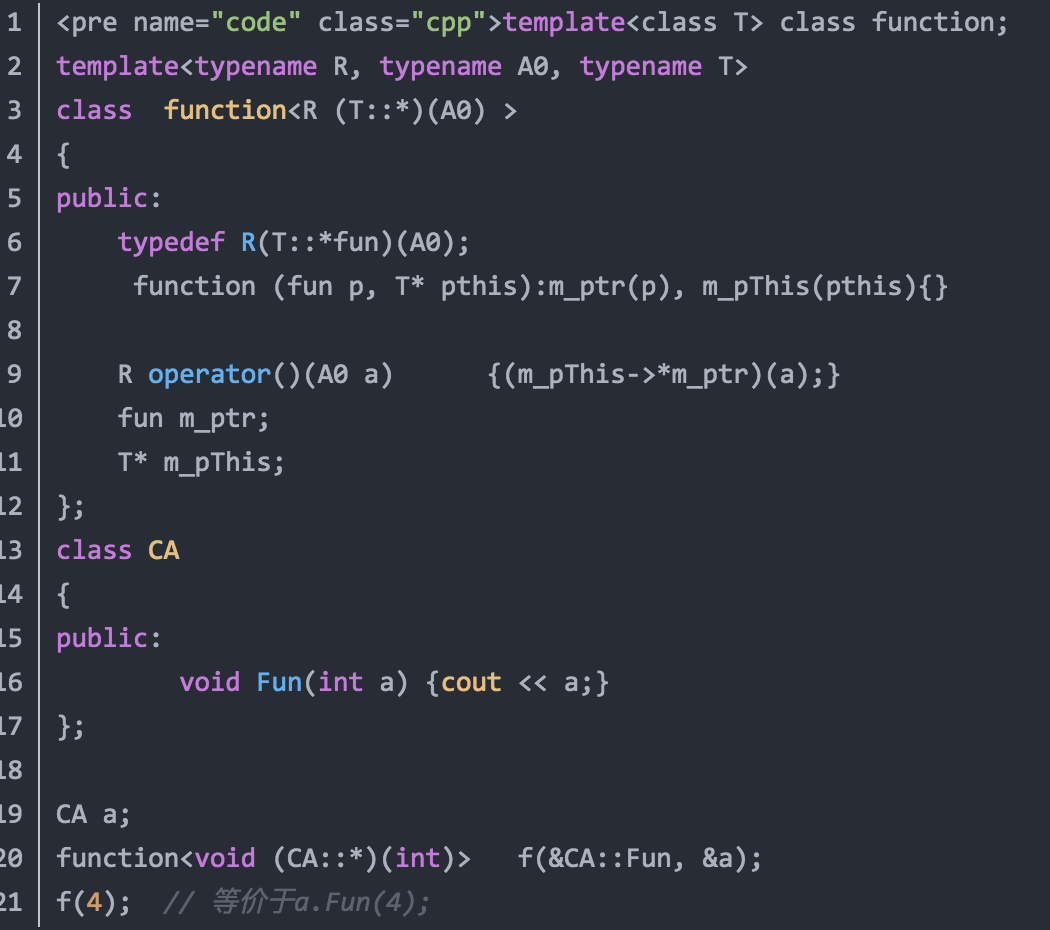 1 <pre name="code" class="cpp">template<class T> class function;
2 template<typename R, typename A0, typename T>
3 class  function<R (T::*)(A0) >
4 {
5 public:
6     typedef R(T::*fun)(A0);
7      function (fun p, T* pthis):m_ptr(p), m_pThis(pthis){}
8
9     R operator()(A0 a)      {(m_pThis->*m_ptr)(a);}
10     fun m_ptr;
11     T* m_pThis;
12 };
13 class CA
14 {
15 public:
16         void Fun(int a) {cout << a;}
17 };
18
19 CA a;
20 function<void (CA::*)(int)>   f(&CA::Fun, &a);
21 f(4);  // 等价于a.Fun(4);